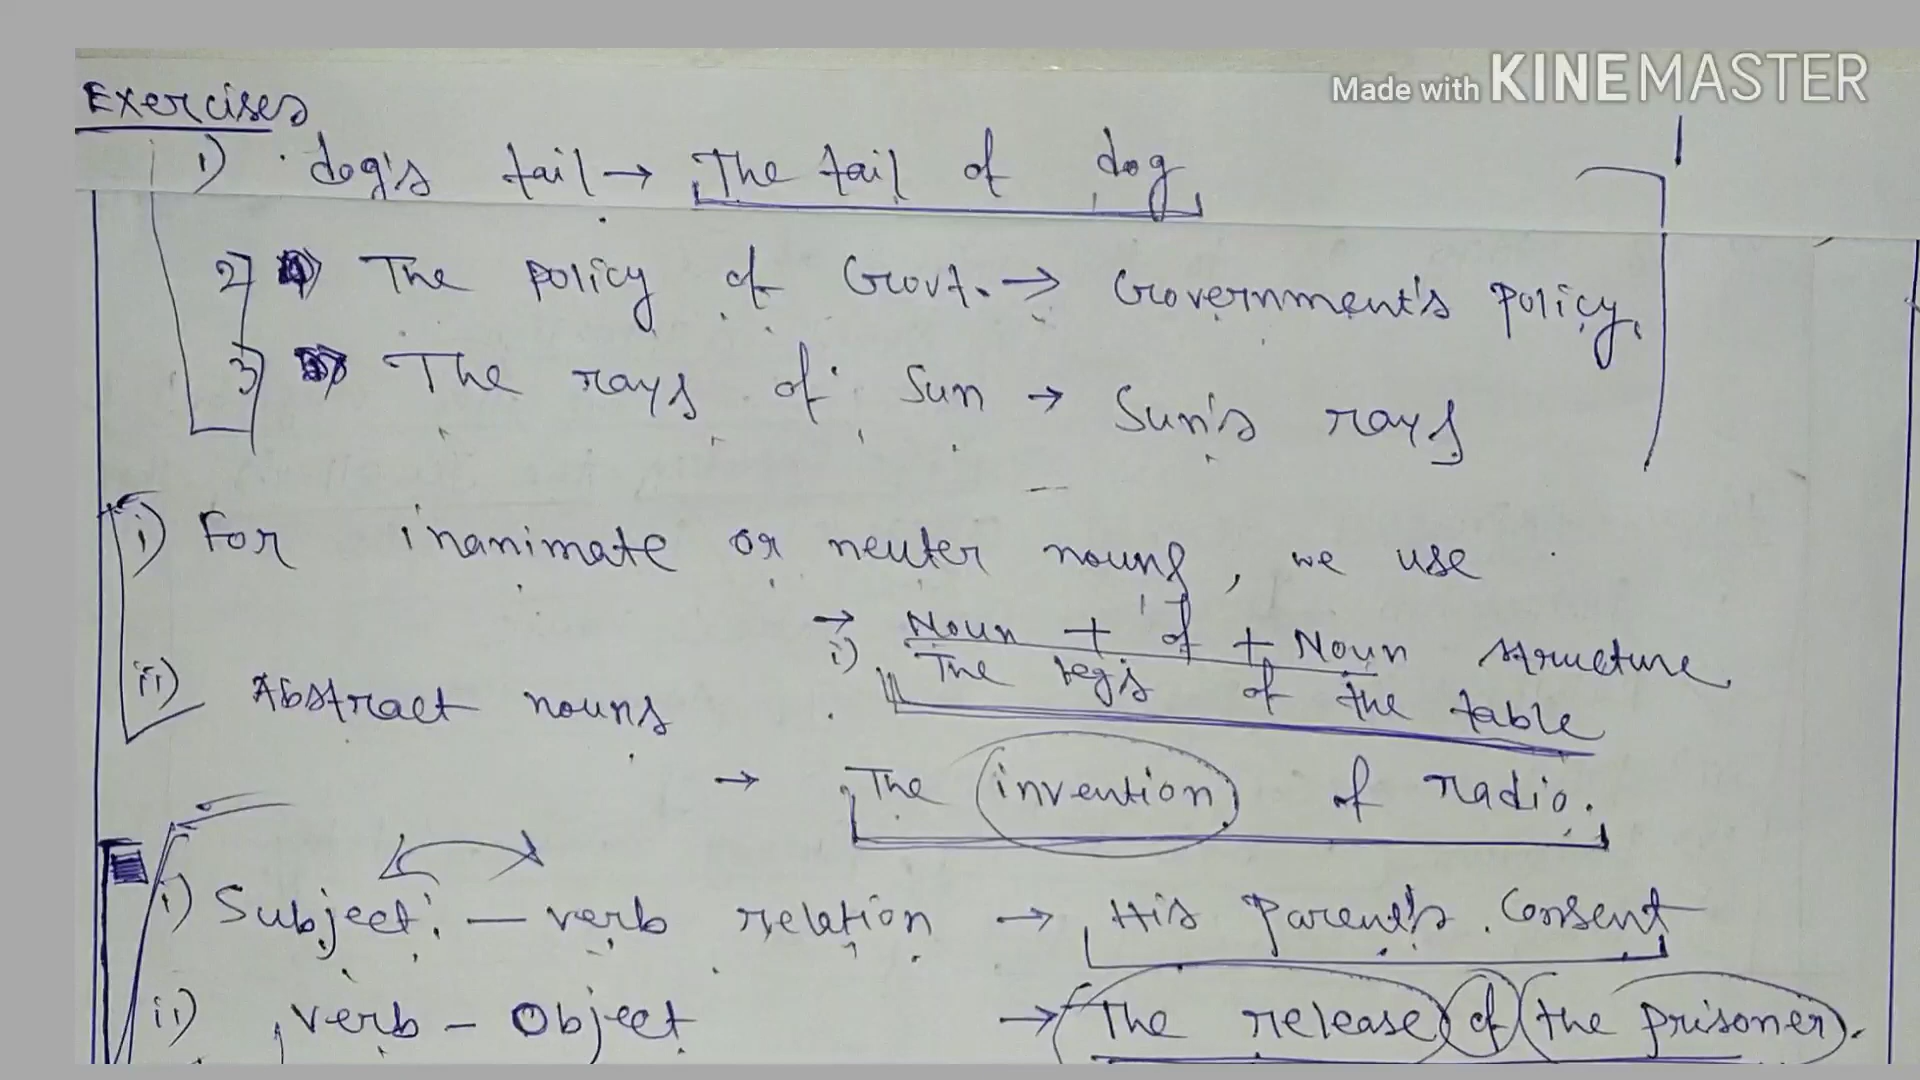 Made with KINEMASTER
Exercises
1) dog's tail → The tail of dog
2) The policy of Govt. → Government's policy.
3) The rays of Sun → Sun's rays
i) For inanimate or neuter nouns, we use
→ Noun + of + Noun structure
i) The legs of the table
ii) Abstract nouns
→ The invention of radio.
i) Subject - verb relation → His parent's consent
ii) verb - Object → The release of the prisoner.